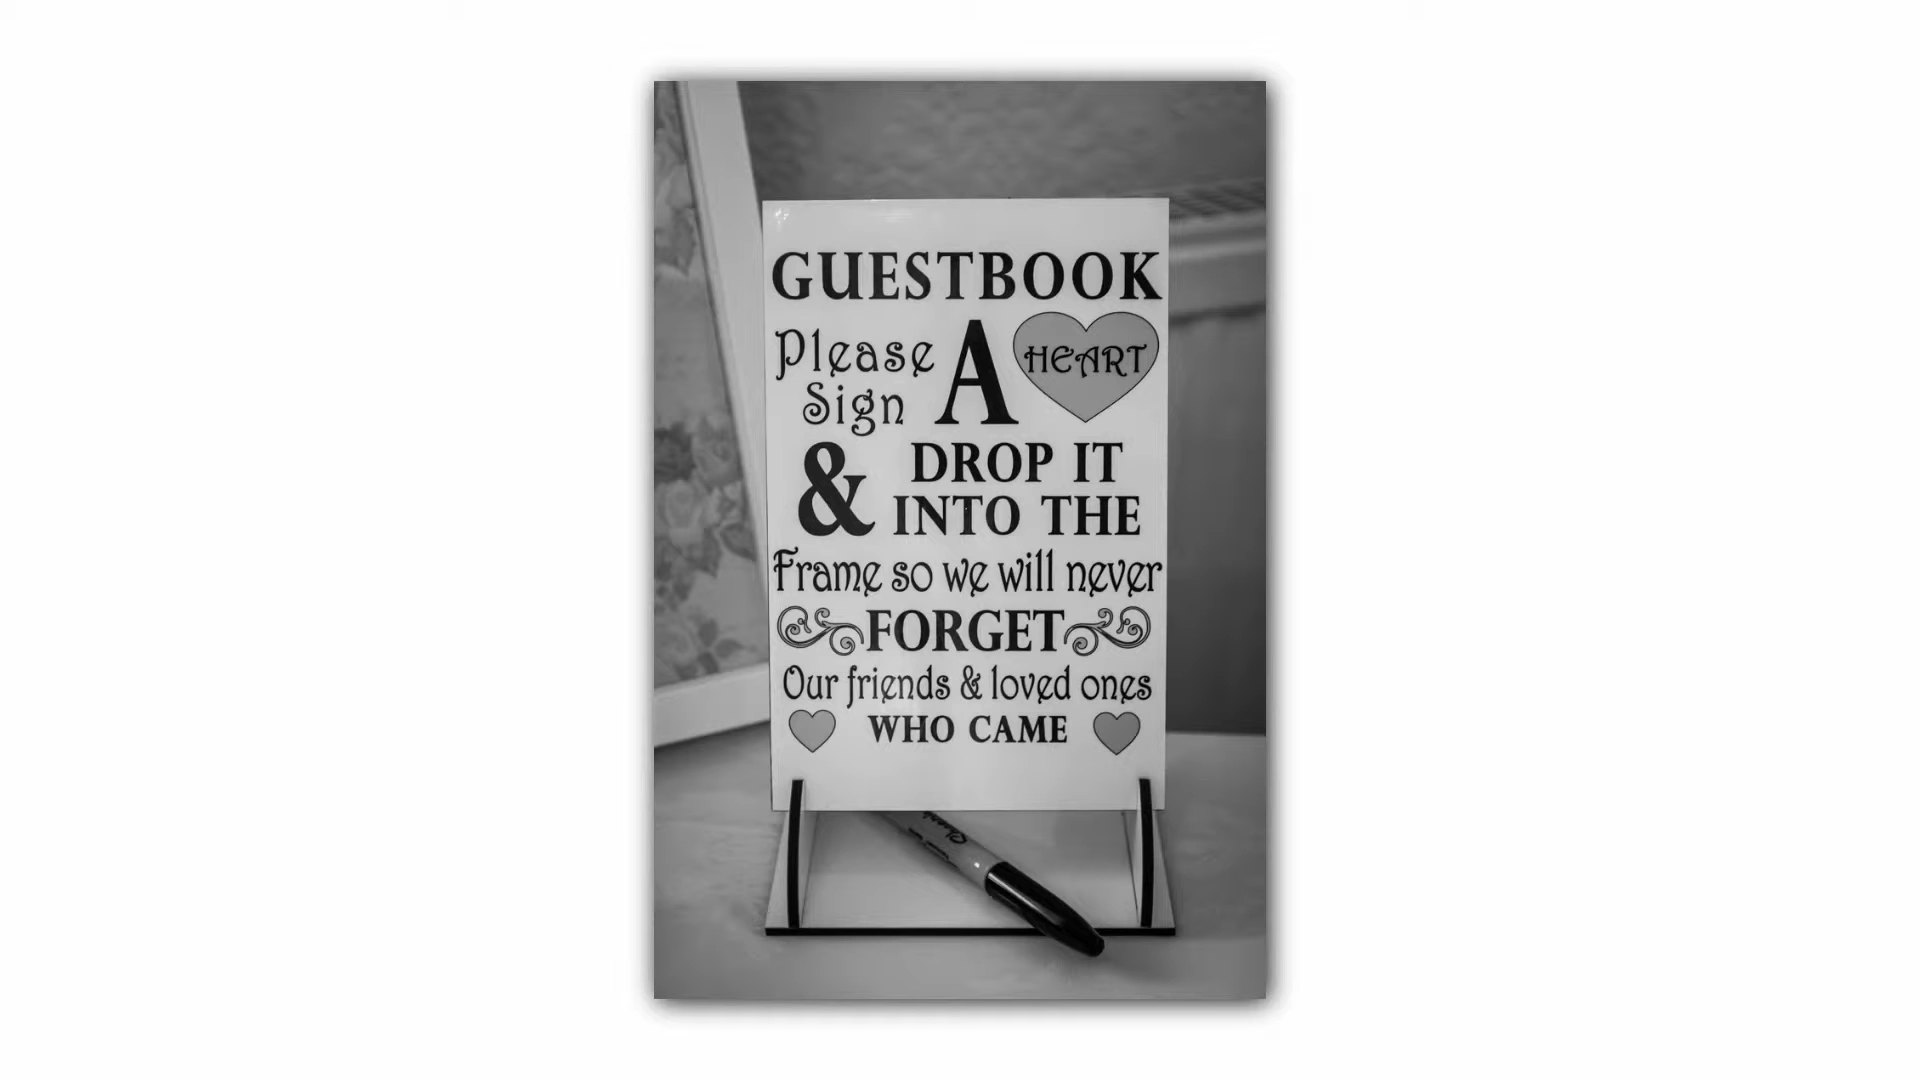 GUESTBOOK
Please Sign A HEART
& DROP IT INTO THE
Frame so we will never
FORGET
Our friends & loved ones
WHO CAME